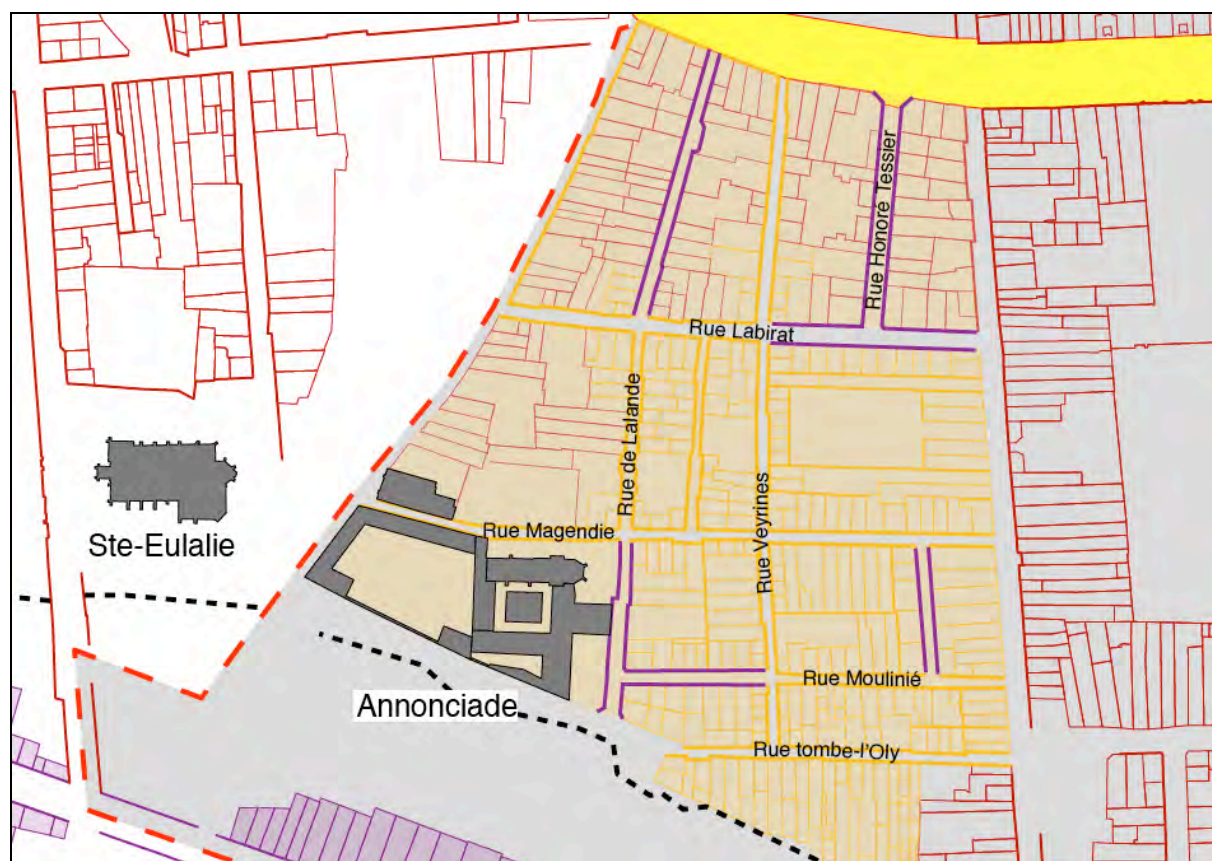 Rue Honoré Tessier
Rue Labirat
Rue de Lalande
Ste-Eulalie
Rue Magendie
Rue Veyrines
Rue Moulinié
Annonciade
Rue tombe-l'Oly